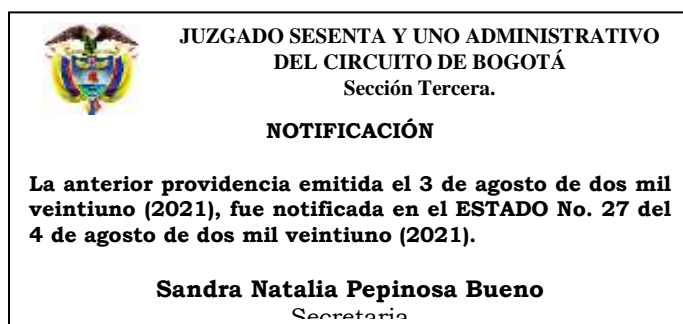 JUZGADO SESENTA Y UNO ADMINISTRATIVO
DEL CIRCUITO DE BOGOTÁ
Sección Tercera.
NOTIFICACIÓN
La anterior providencia emitida el 3 de agosto de dos mil
veintiuno (2021), fue notificada en el ESTADO No. 27 del
4 de agosto de dos mil veintiuno (2021).
Sandra Natalia Pepinosa Bueno
Secretaria